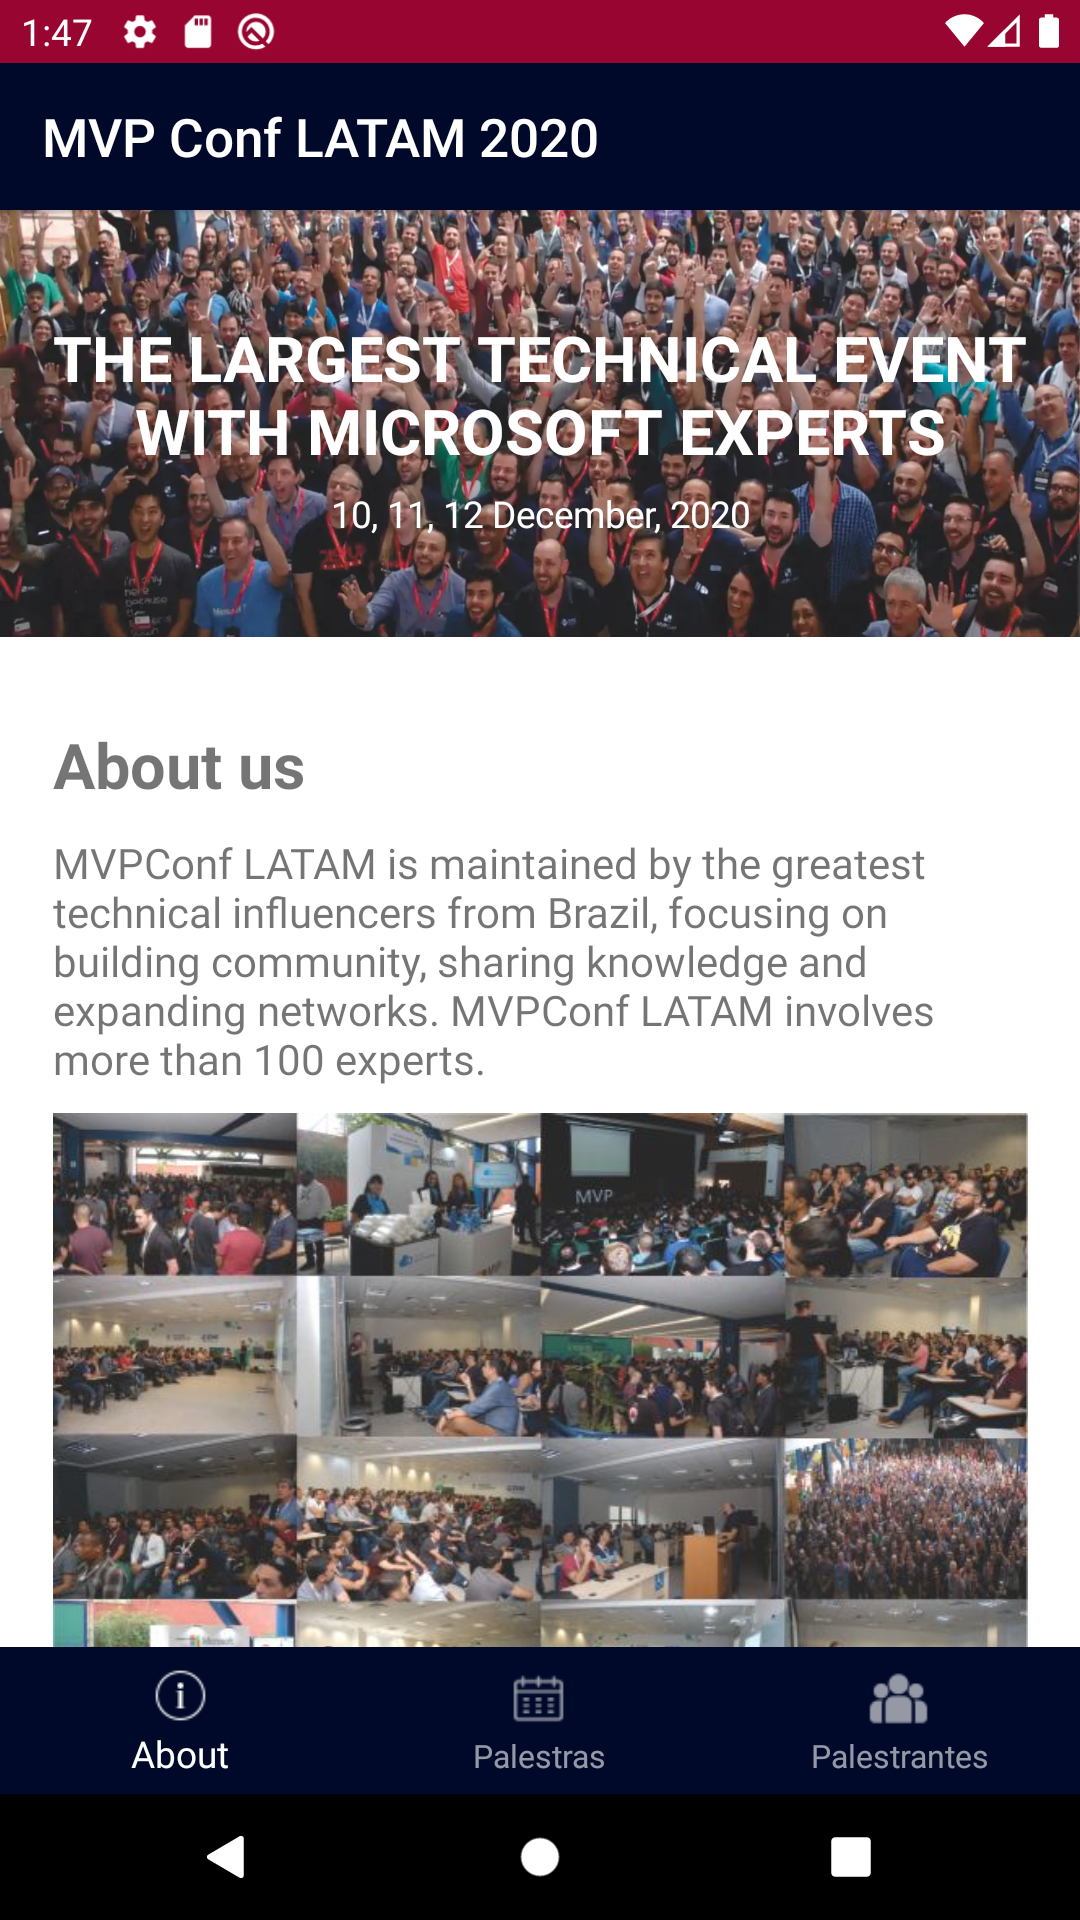 1:47
MVP Conf LATAM 2020
THE LARGEST TECHNICAL EVENT
WITH MICROSOFT EXPERTS
10, 11, 12 December, 2020
About us
MVPConf LATAM is maintained by the greatest
technical influencers from Brazil, focusing on
building community, sharing knowledge and
expanding networks. MVPConf LATAM involves
more than 100 experts.
MVP
About
Palestras
Palestrantes